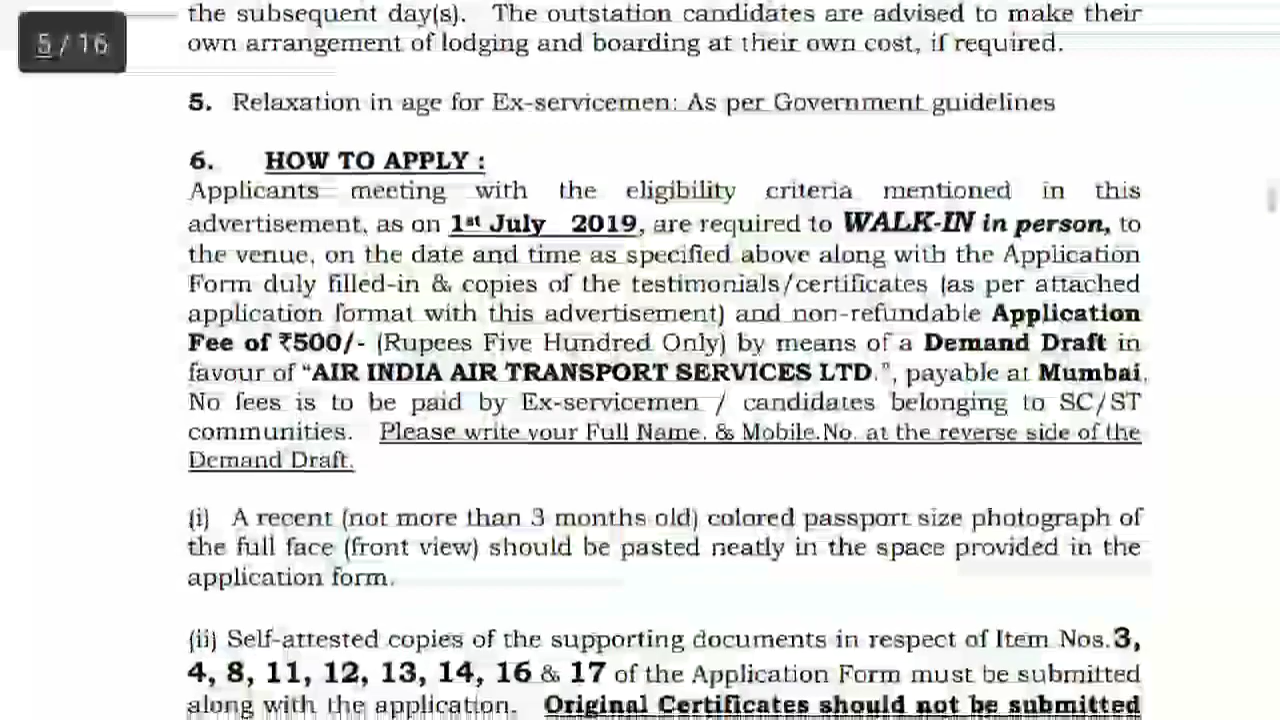 the subsequent day(s). The outstation candidates are advised to make their
5 / 16
own arrangement of lodging and boarding at their own cost, if required.
5. Relaxation in age for Ex-servicemen: As per Government guidelines
6. HOW TO APPLY :
Applicants meeting with the eligibility criteria mentioned in this
advertisement, as on 1st July 2019, are required to WALK-IN in person, to
the venue, on the date and time as specified above along with the Application
Form duly filled-in & copies of the testimonials/certificates (as per attached
application format with this advertisement) and non-refundable Application
Fee of ₹500/- (Rupees Five Hundred Only) by means of a Demand Draft in
favour of "AIR INDIA AIR TRANSPORT SERVICES LTD.", payable at Mumbai.
No fees is to be paid by Ex-servicemen / candidates belonging to SC/ST
communities. Please write your Full Name. & Mobile.No. at the reverse side of the
Demand Draft.
(i) A recent (not more than 3 months old) colored passport size photograph of
the full face (front view) should be pasted neatly in the space provided in the
application form.
(ii) Self-attested copies of the supporting documents in respect of Item Nos.3,
4, 8, 11, 12, 13, 14, 16 & 17 of the Application Form must be submitted
along with the application. Original Certificates should not be submitted